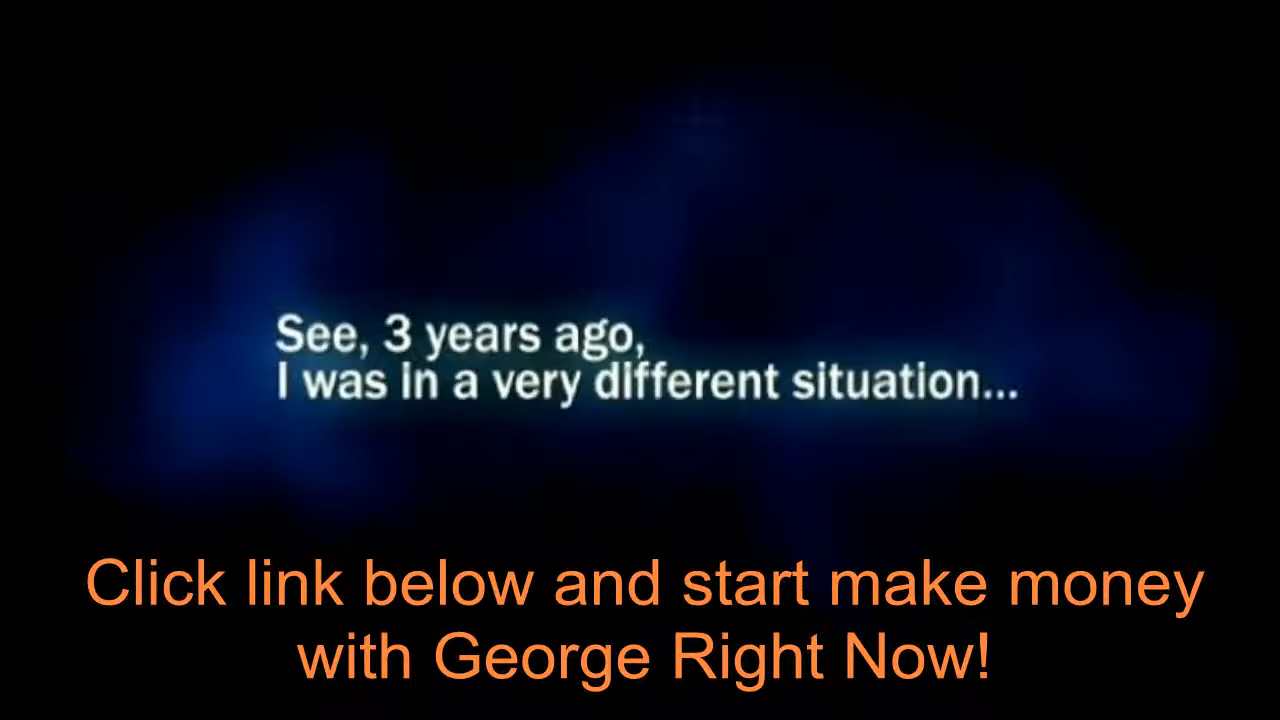 See, 3 years ago,
I was in a very different situation...
Click link below and start make money
with George Right Now!